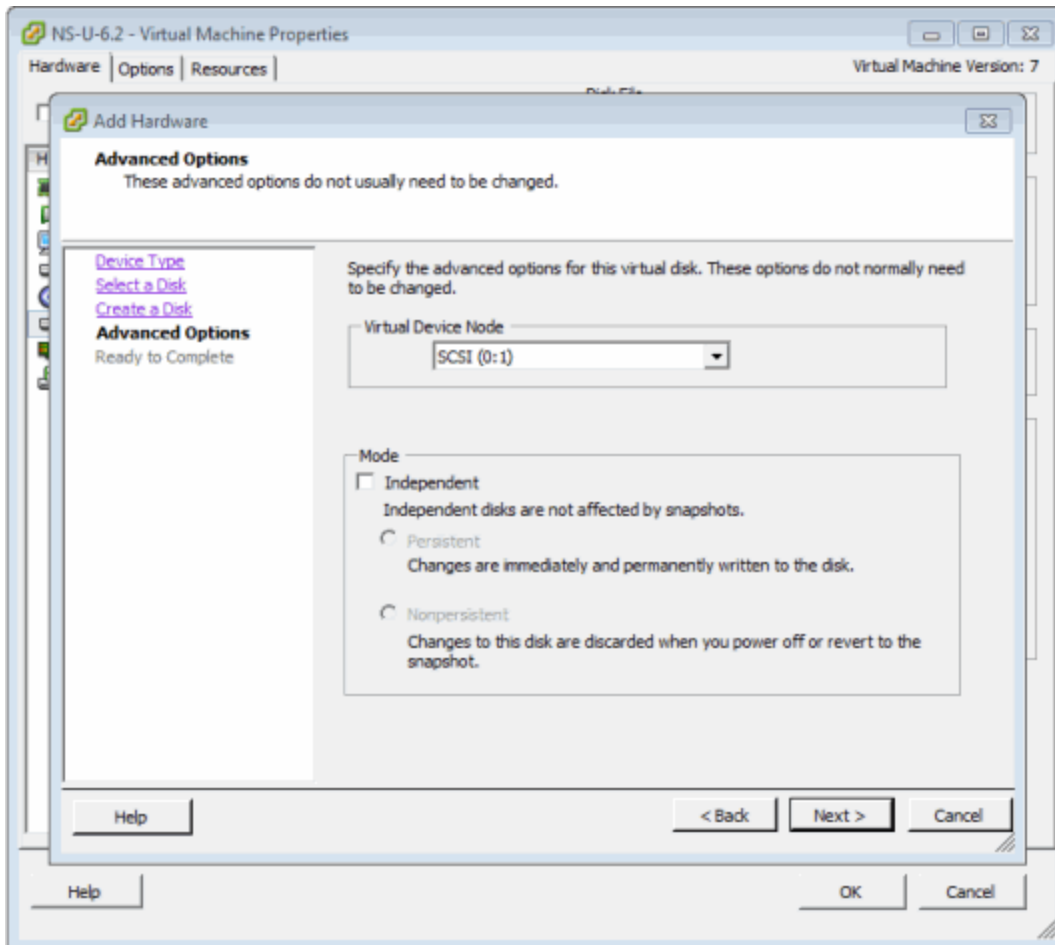 NS-U-6.2 - Virtual Machine Properties
Hardware Options Resources Virtual Machine Version: 7
Disk File
Add Hardware
Advanced Options
These advanced options do not usually need to be changed.
Device Type
Select a Disk
Create a Disk
Advanced Options
Ready to Complete
Specify the advanced options for this virtual disk. These options do not normally need
to be changed.
Virtual Device Node
SCSI (0:1)
Mode
Independent
Independent disks are not affected by snapshots.
Persistent
Changes are immediately and permanently written to the disk.
Nonpersistent
Changes to this disk are discarded when you power off or revert to the
snapshot.
Help < Back Next > Cancel
Help OK Cancel